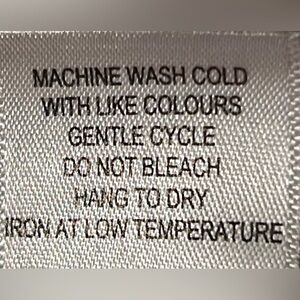 MACHINE WASH COLD
WITH LIKE COLOURS
GENTLE CYCLE
DO NOT BLEACH
HANG TO DRY
IRON AT LOW TEMPERATURE